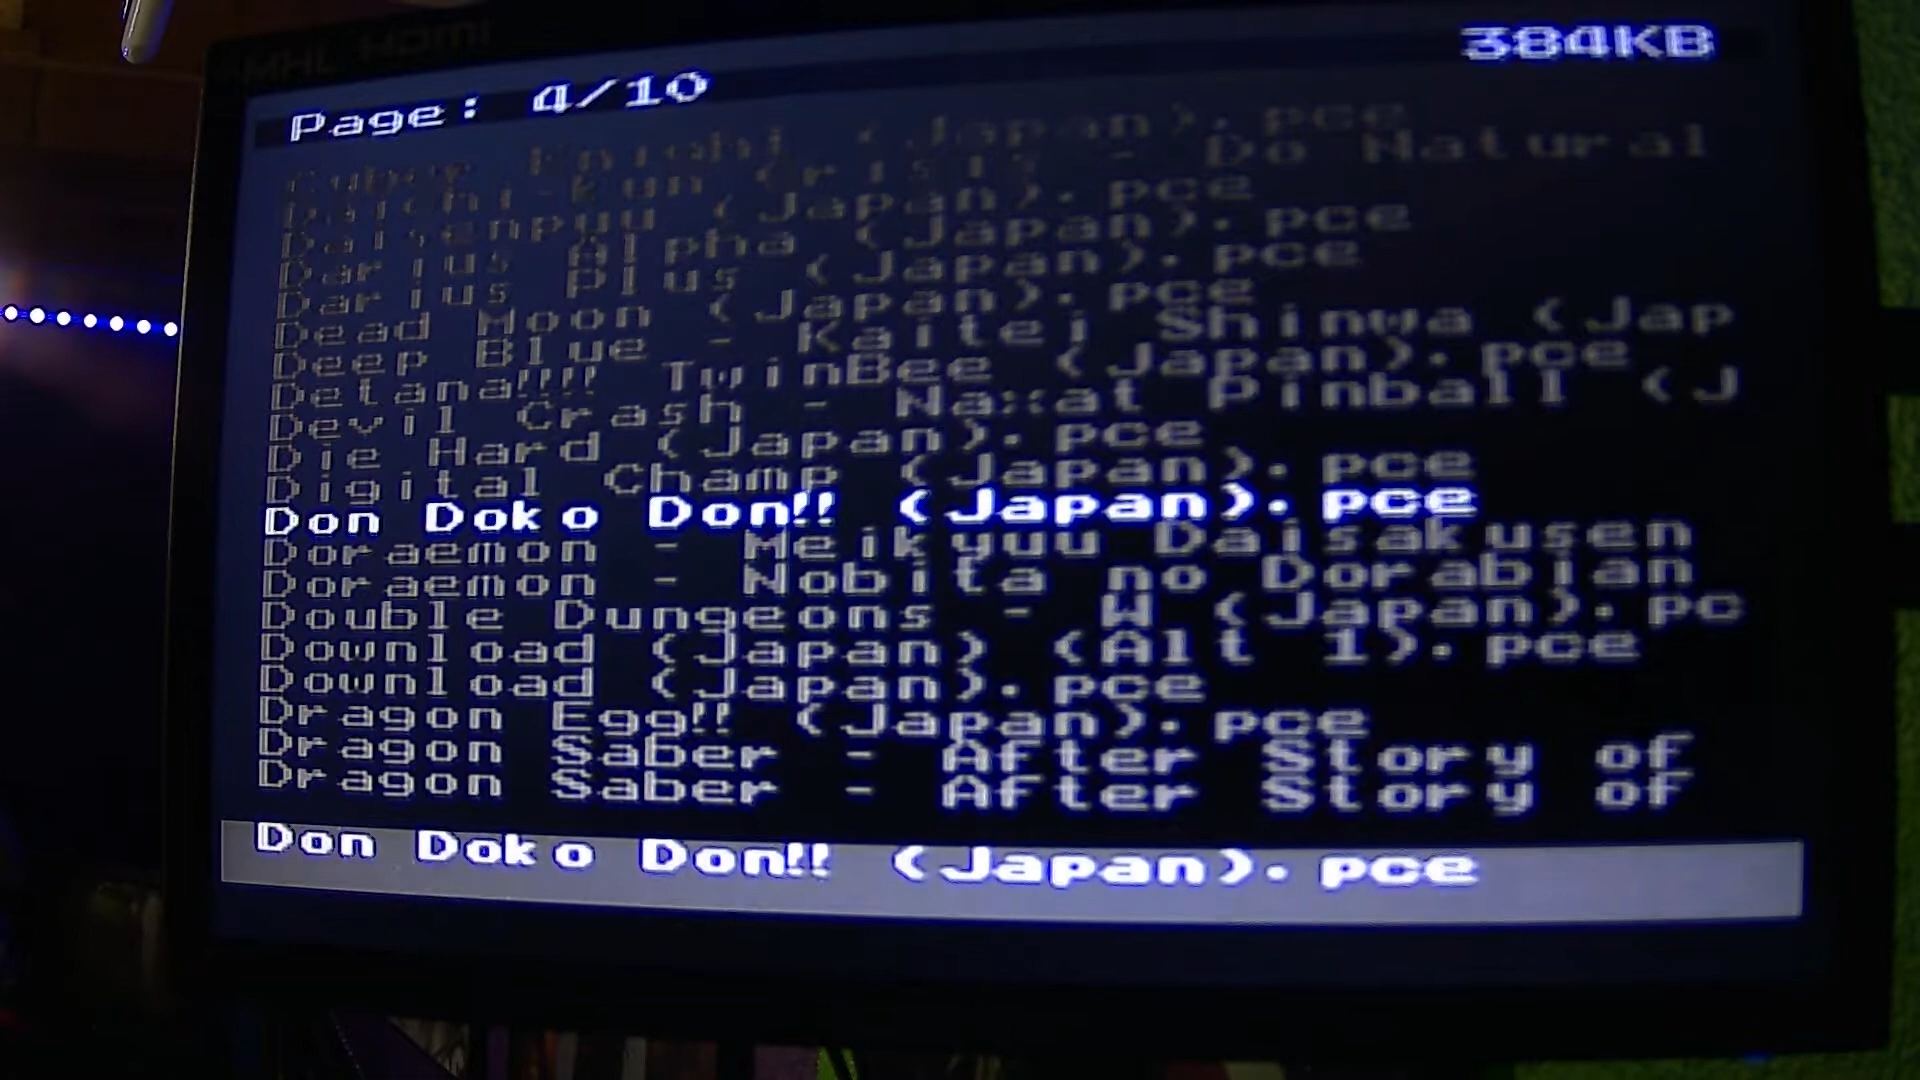 MHL HDMI
384KB
Page: 4/10
Cyber Knight (Japan).pce
Daichi-kun Crisis - Do Natural
Daisenpuu (Japan).pce
Darius Alpha (Japan).pce
Darius Plus (Japan).pce
Dead Moon (Japan).pce
Deep Blue - Kaitei Shinwa (Jap
Detana!!!! TwinBee (Japan).pce
Devil Crash - Naxat Pinball (J
Die Hard (Japan).pce
Digital Champ (Japan).pce
Don Doko Don!! (Japan).pce
Doraemon - Meikyuu Daisakusen
Doraemon - Nobita no Dorabian
Double Dungeons - W (Japan).pc
Download (Japan) (Alt 1).pce
Download (Japan).pce
Dragon Egg!! (Japan).pce
Dragon Saber - After Story of
Dragon Saber - After Story of
Don Doko Don!! (Japan).pce